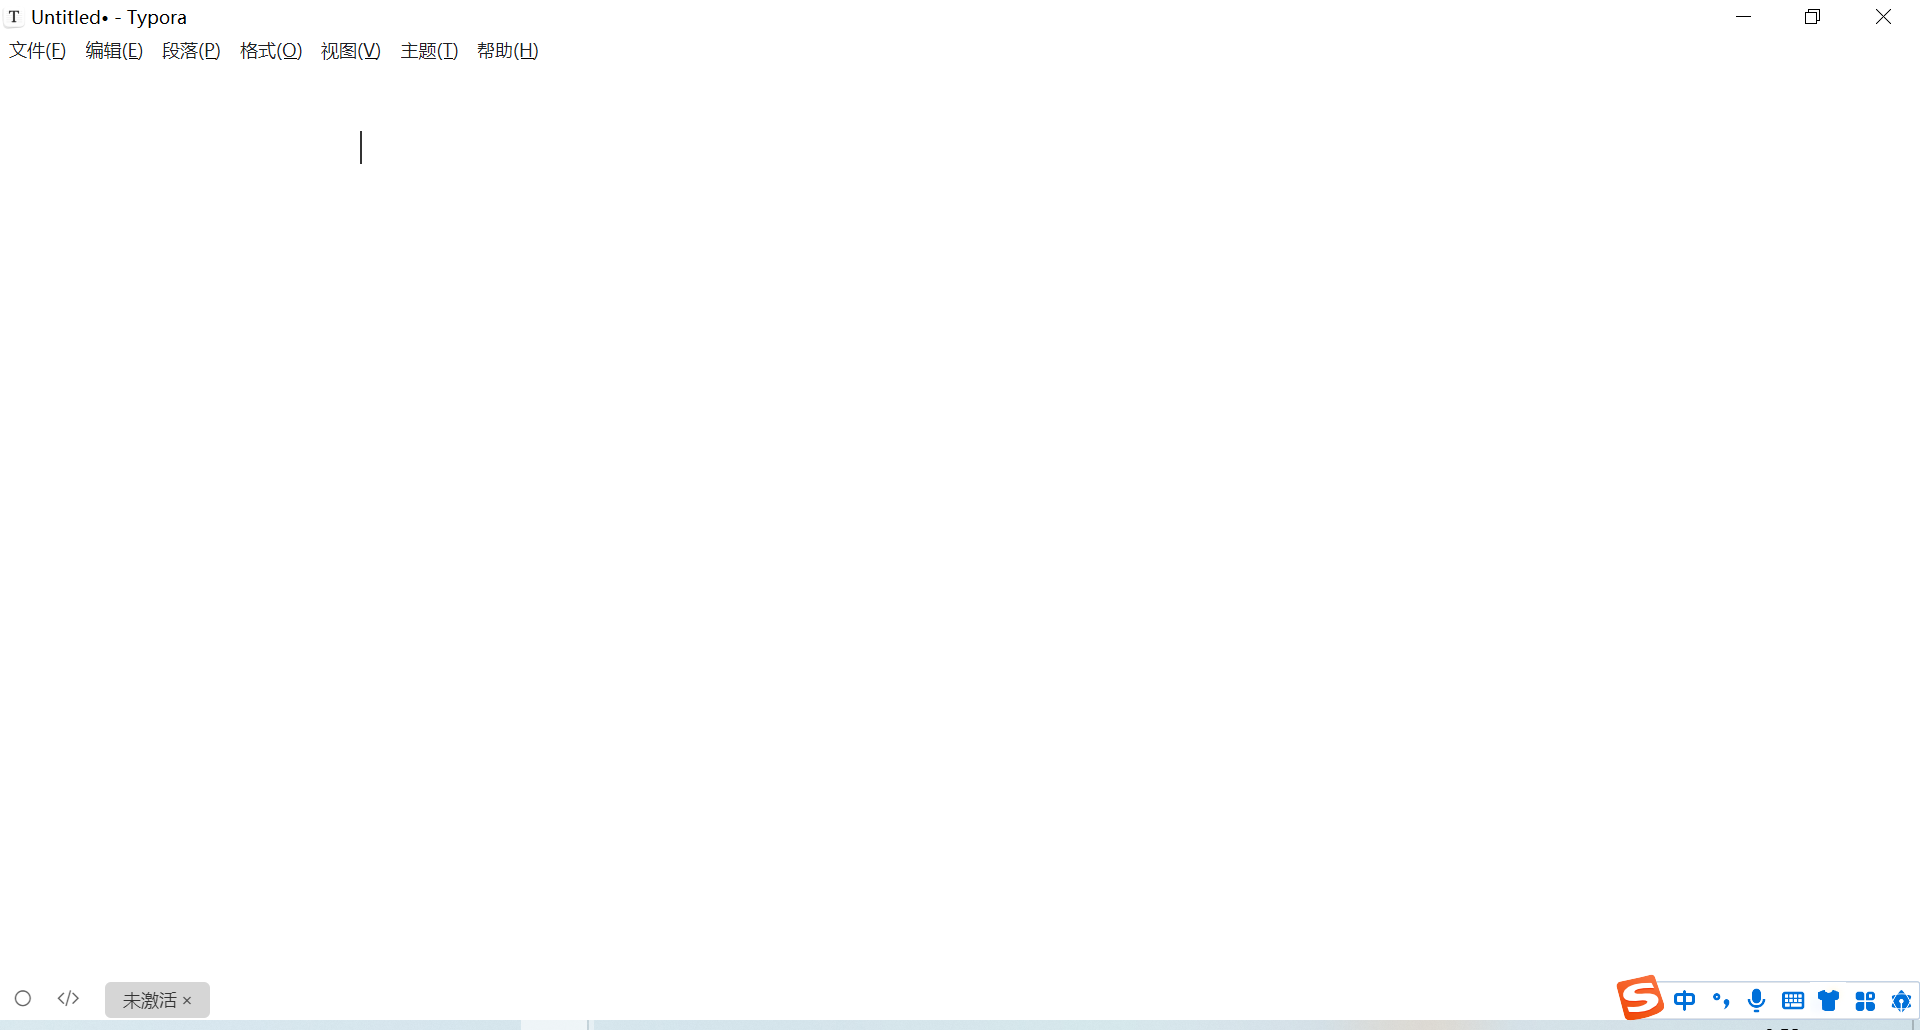 Untitled• - Typora
文件(F) 编辑(E) 段落(P) 格式(O) 视图(V) 主题(T) 帮助(H)
</> 未激活 ×
中 °,